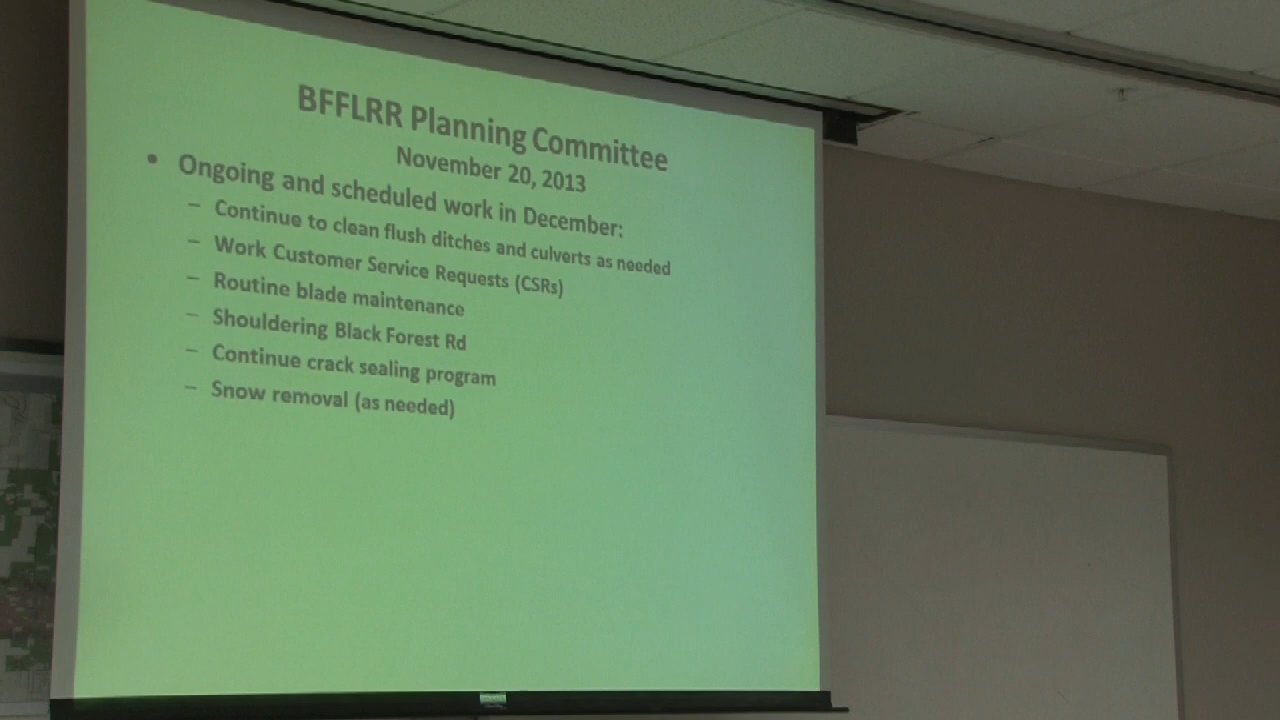 BFFLRR Planning Committee
November 20, 2013
• Ongoing and scheduled work in December:
– Continue to clean flush ditches and culverts as needed
– Work Customer Service Requests (CSRs)
– Routine blade maintenance
– Shouldering Black Forest Rd
– Continue crack sealing program
– Snow removal (as needed)